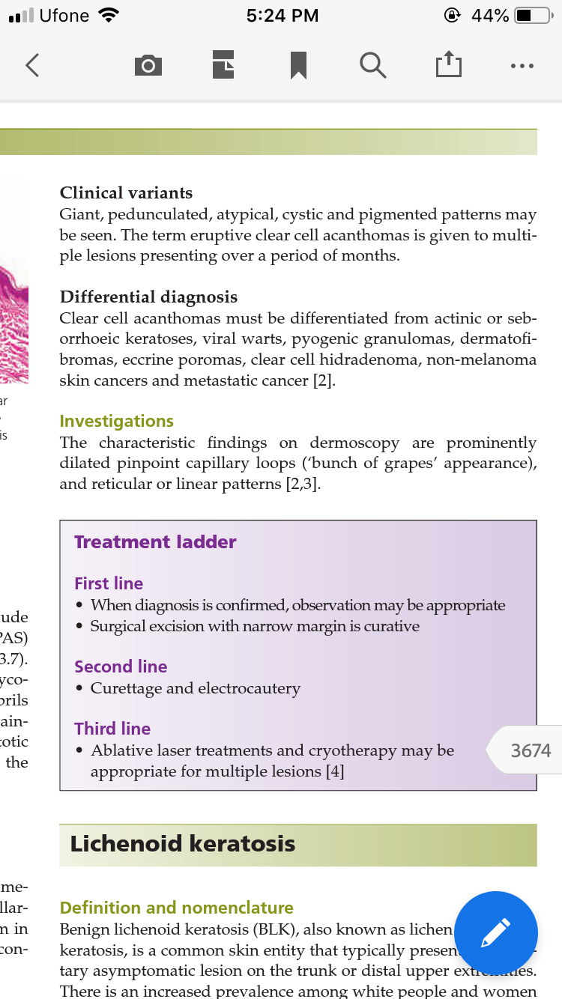 Ufone 5:24 PM 44%
Clinical variants
Giant, pedunculated, atypical, cystic and pigmented patterns may
be seen. The term eruptive clear cell acanthomas is given to multi-
ple lesions presenting over a period of months.
Differential diagnosis
Clear cell acanthomas must be differentiated from actinic or seb-
orrhoeic keratoses, viral warts, pyogenic granulomas, dermatofi-
bromas, eccrine poromas, clear cell hidradenoma, non-melanoma
skin cancers and metastatic cancer [2].
Investigations
The characteristic findings on dermoscopy are prominently
dilated pinpoint capillary loops (‘bunch of grapes’ appearance),
and reticular or linear patterns [2,3].
Treatment ladder
First line
• When diagnosis is confirmed, observation may be appropriate
• Surgical excision with narrow margin is curative
Second line
• Curettage and electrocautery
Third line
• Ablative laser treatments and cryotherapy may be
appropriate for multiple lesions [4]
3674
Lichenoid keratosis
Definition and nomenclature
Benign lichenoid keratosis (BLK), also known as lichen
keratosis, is a common skin entity that typically presen
tary asymptomatic lesion on the trunk or distal upper
There is an increased prevalence among white people and women
is
ude
PAS)
3.7).
yco-
brils
ain-
totic
the
me-
llar-
in
con-